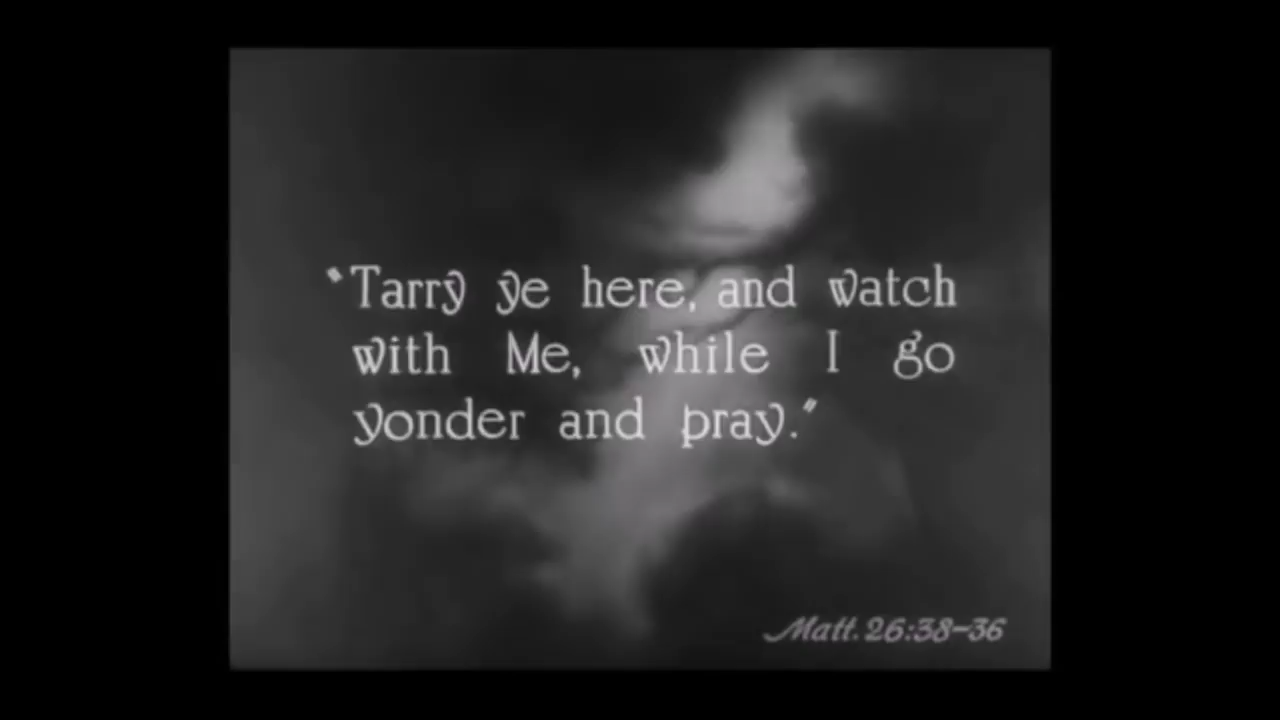 "Tarry ye here, and watch
with Me, while I go
yonder and pray."
Matt. 26:38-36